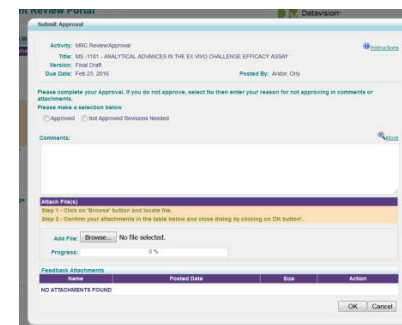 nt Review Portal
Datavision
Submit Approval
Activity: MRC Review/Approval
Instructions
Title: MS -1161 - ANALYTICAL ADVANCES IN THE EX VIVO CHALLENGE EFFICACY ASSAY
Version: Final Draft
Due Date: Feb 23, 2016 Posted By: Aridor, Orly
Please complete your Approval. If you do not approve, select No then enter your reason for not approving in comments or
attachments.
Please make a selection below
Approved Not Approved Revisions Needed
Comments: More
Attach File(s)
Step 1 - Click on 'Browse' button and locate file.
Step 2 - Confirm your attachments in the table below and close dialog by clicking on OK button'.
Add File: Browse... No file selected.
Progress: 0 %
Feedback Attachments
Name Posted Date Size Action
NO ATTACHMENTS FOUND
OK Cancel